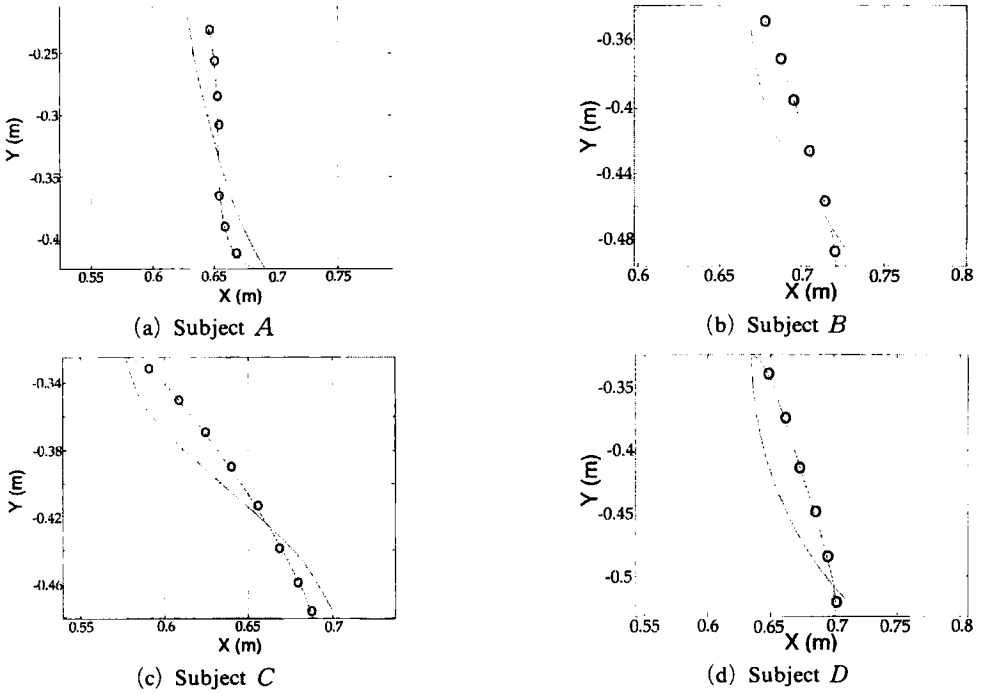 -0.25
-0.3
-0.35
-0.4
Y (m)
0.55 0.6 0.65 0.7 0.75
X (m)
(a) Subject A
-0.36
-0.4
-0.44
-0.48
Y (m)
0.6 0.7 0.75 0.8
X (m)
(b) Subject B
-0.34
-0.38
-0.42
-0.46
Y (m)
0.55 0.6 0.65 0.7
X (m)
(c) Subject C
-0.35
-0.4
-0.45
-0.5
Y (m)
0.55 0.6 0.65 0.7 0.75 0.8
X (m)
(d) Subject D